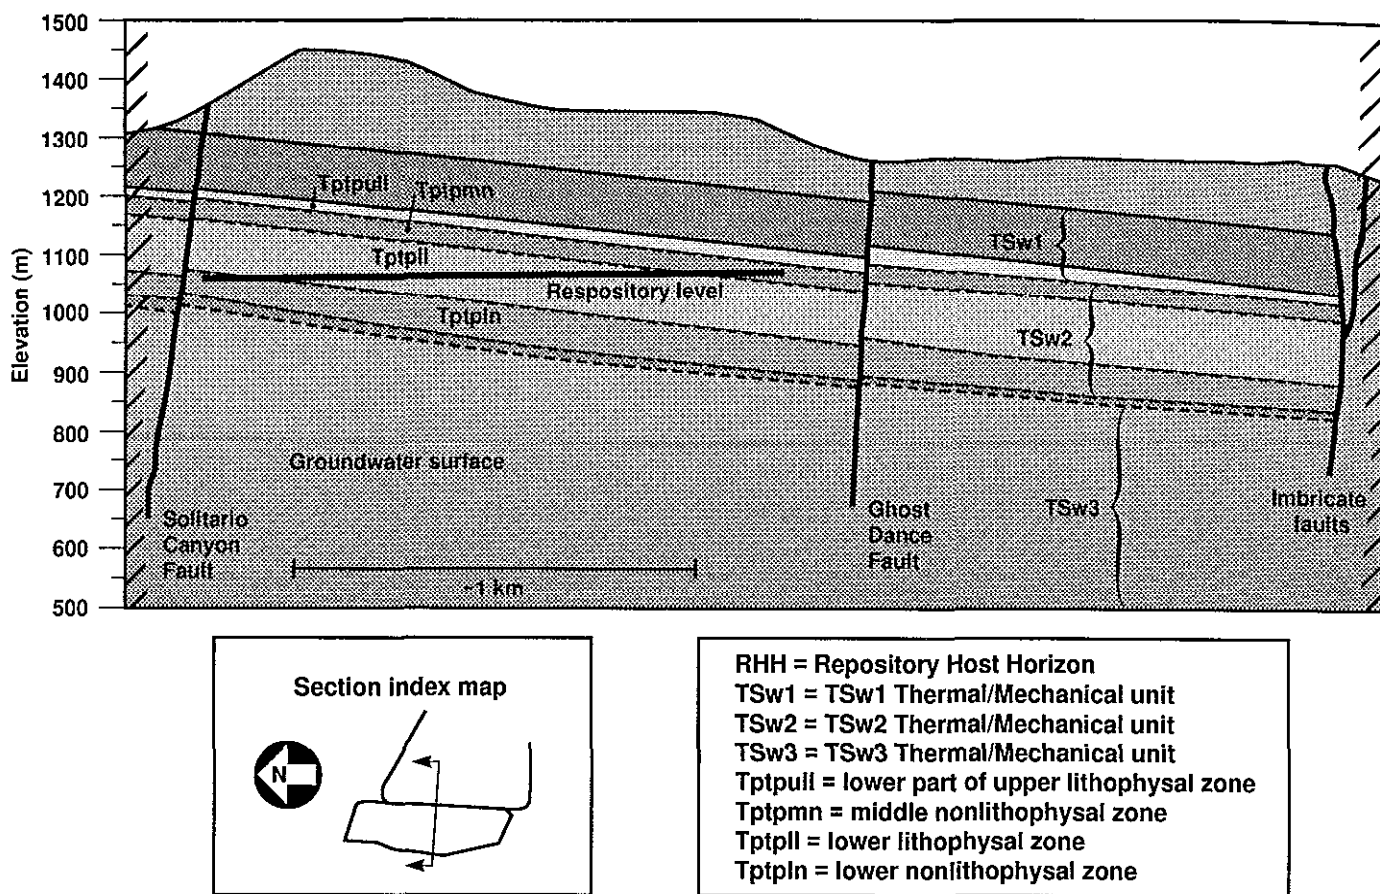 1500
1400
1300
1200
1100
1000
900
800
700
600
500
Elevation (m)
Tptpull
Tptpmn
Tptpll
Respository level
Tptpln
TSw1
TSw2
TSw3
Groundwater surface
Solitario
Canyon
Fault
~1 km
Ghost
Dance
Fault
Imbricate
faults
Section index map
N
RHH = Repository Host Horizon
TSw1 = TSw1 Thermal/Mechanical unit
TSw2 = TSw2 Thermal/Mechanical unit
TSw3 = TSw3 Thermal/Mechanical unit
Tptpull = lower part of upper lithophysal zone
Tptpmn = middle nonlithophysal zone
Tptpll = lower lithophysal zone
Tptpln = lower nonlithophysal zone